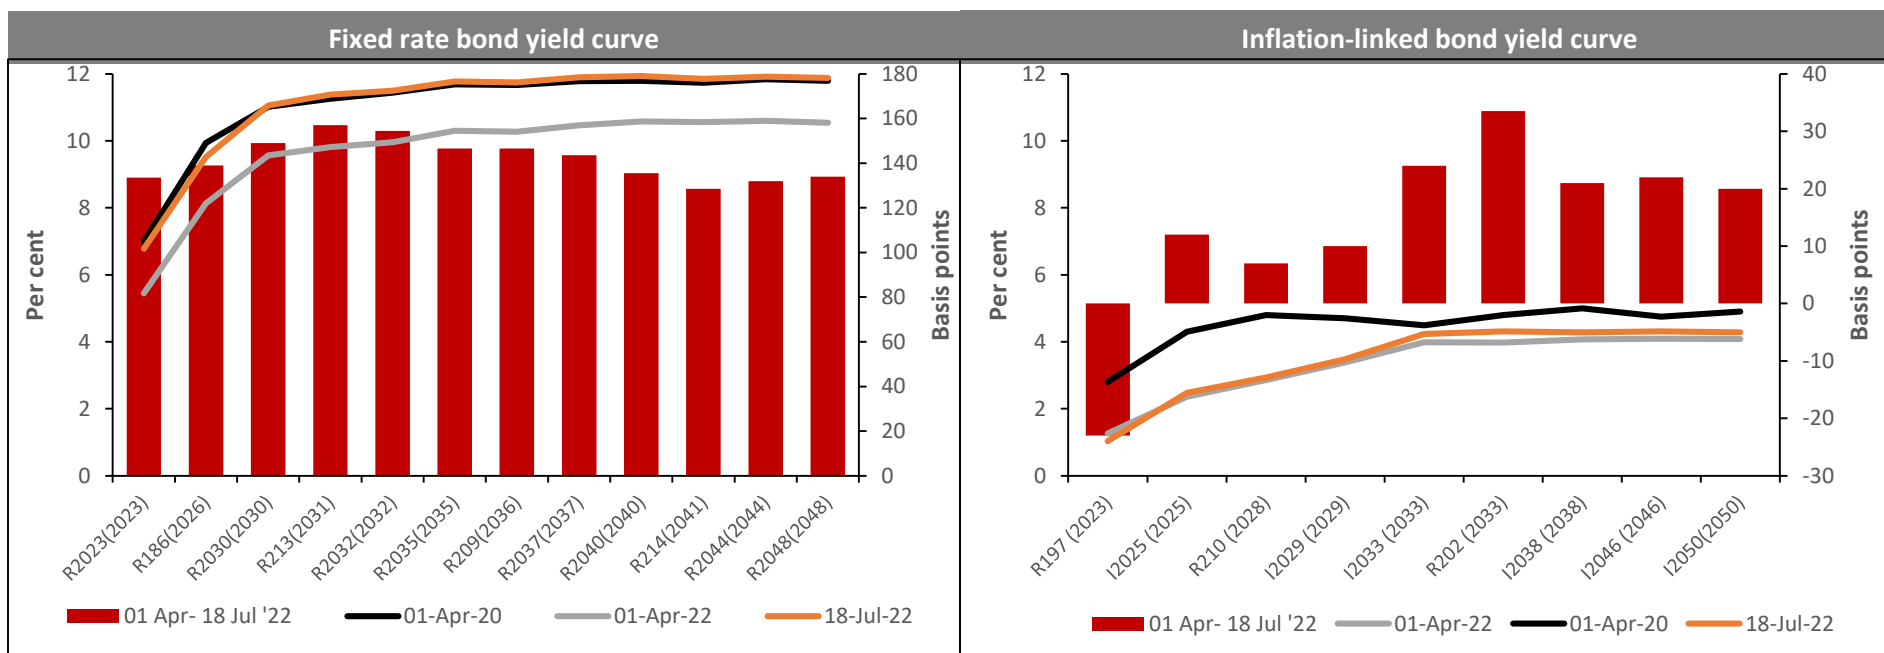 Fixed rate bond yield curve
12
10
8
6
4
2
0
Per cent
180
160
140
120
100
80
60
40
20
0
Basis points
R2023(2023)
R186(2026)
R2030(2030)
R213(2031)
R2032(2032)
R2035(2035)
R209(2036)
R2037(2037)
R2040(2040)
R214(2041)
R2044(2044)
R2048(2048)
01 Apr- 18 Jul '22
01-Apr-20
01-Apr-22
18-Jul-22
Inflation-linked bond yield curve
12
10
8
6
4
2
0
Per cent
40
30
20
10
0
-10
-20
-30
Basis points
R197 (2023)
I2025 (2025)
R210 (2028)
I2029 (2029)
I2033 (2033)
R202 (2033)
I2038 (2038)
I2046 (2046)
I2050(2050)
01 Apr- 18 Jul '22
01-Apr-22
01-Apr-20
18-Jul-22